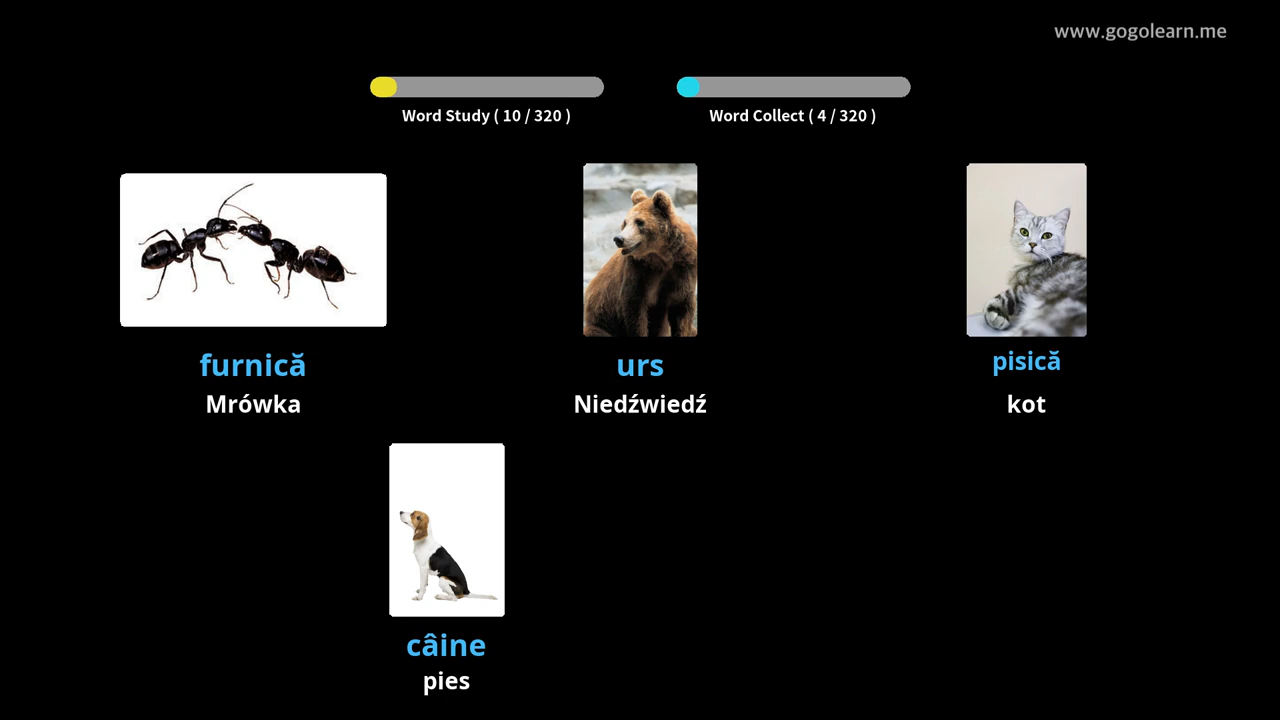 www.gogolearn.me
Word Study ( 10 / 320 )
Word Collect ( 4 / 320 )
furnică
Mrówka
urs
Niedźwiedź
pisică
kot
câine
pies